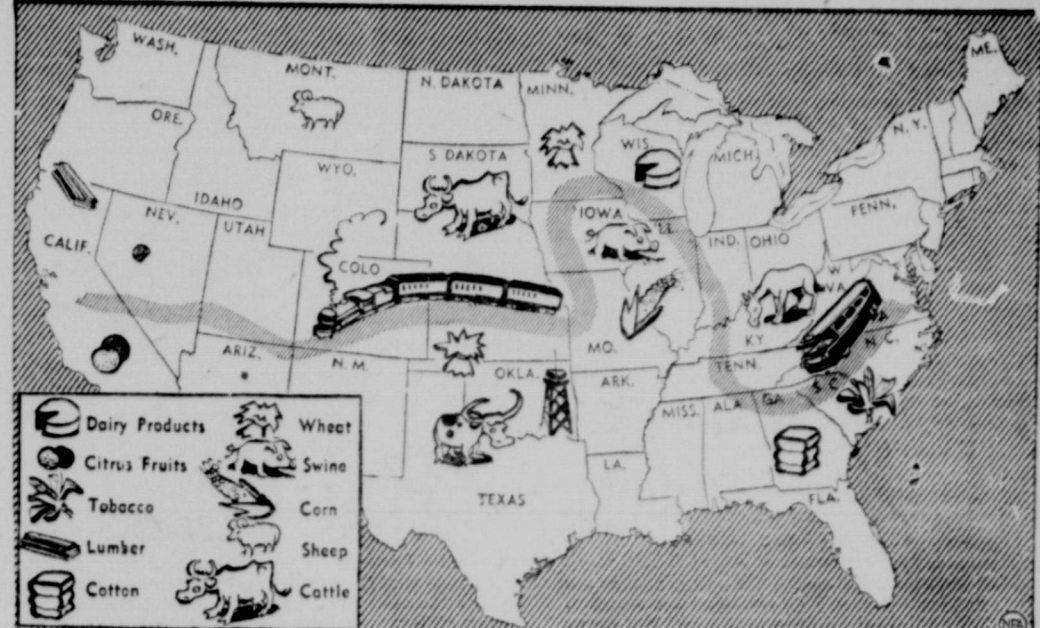 WASH.
ME.
MONT.
N. DAKOTA
MINN.
ORE.
N.Y.
WIS.
MICH.
S DAKOTA
WYO.
IDAHO
NEV.
IOWA
PENN.
UTAH
CALIF.
IND.
OHIO
COLO
W
VA.
KY
N.C.
MO.
ARIZ.
N. M.
TENN.
OKLA.
ARK.
S.C.
MISS.
ALA.
GA.
LA.
TEXAS
FLA.
Dairy Products
Wheat
Citrus Fruits
Swine
Tobacco
Corn
Lumber
Sheep
Cotton
Cattle
NEA